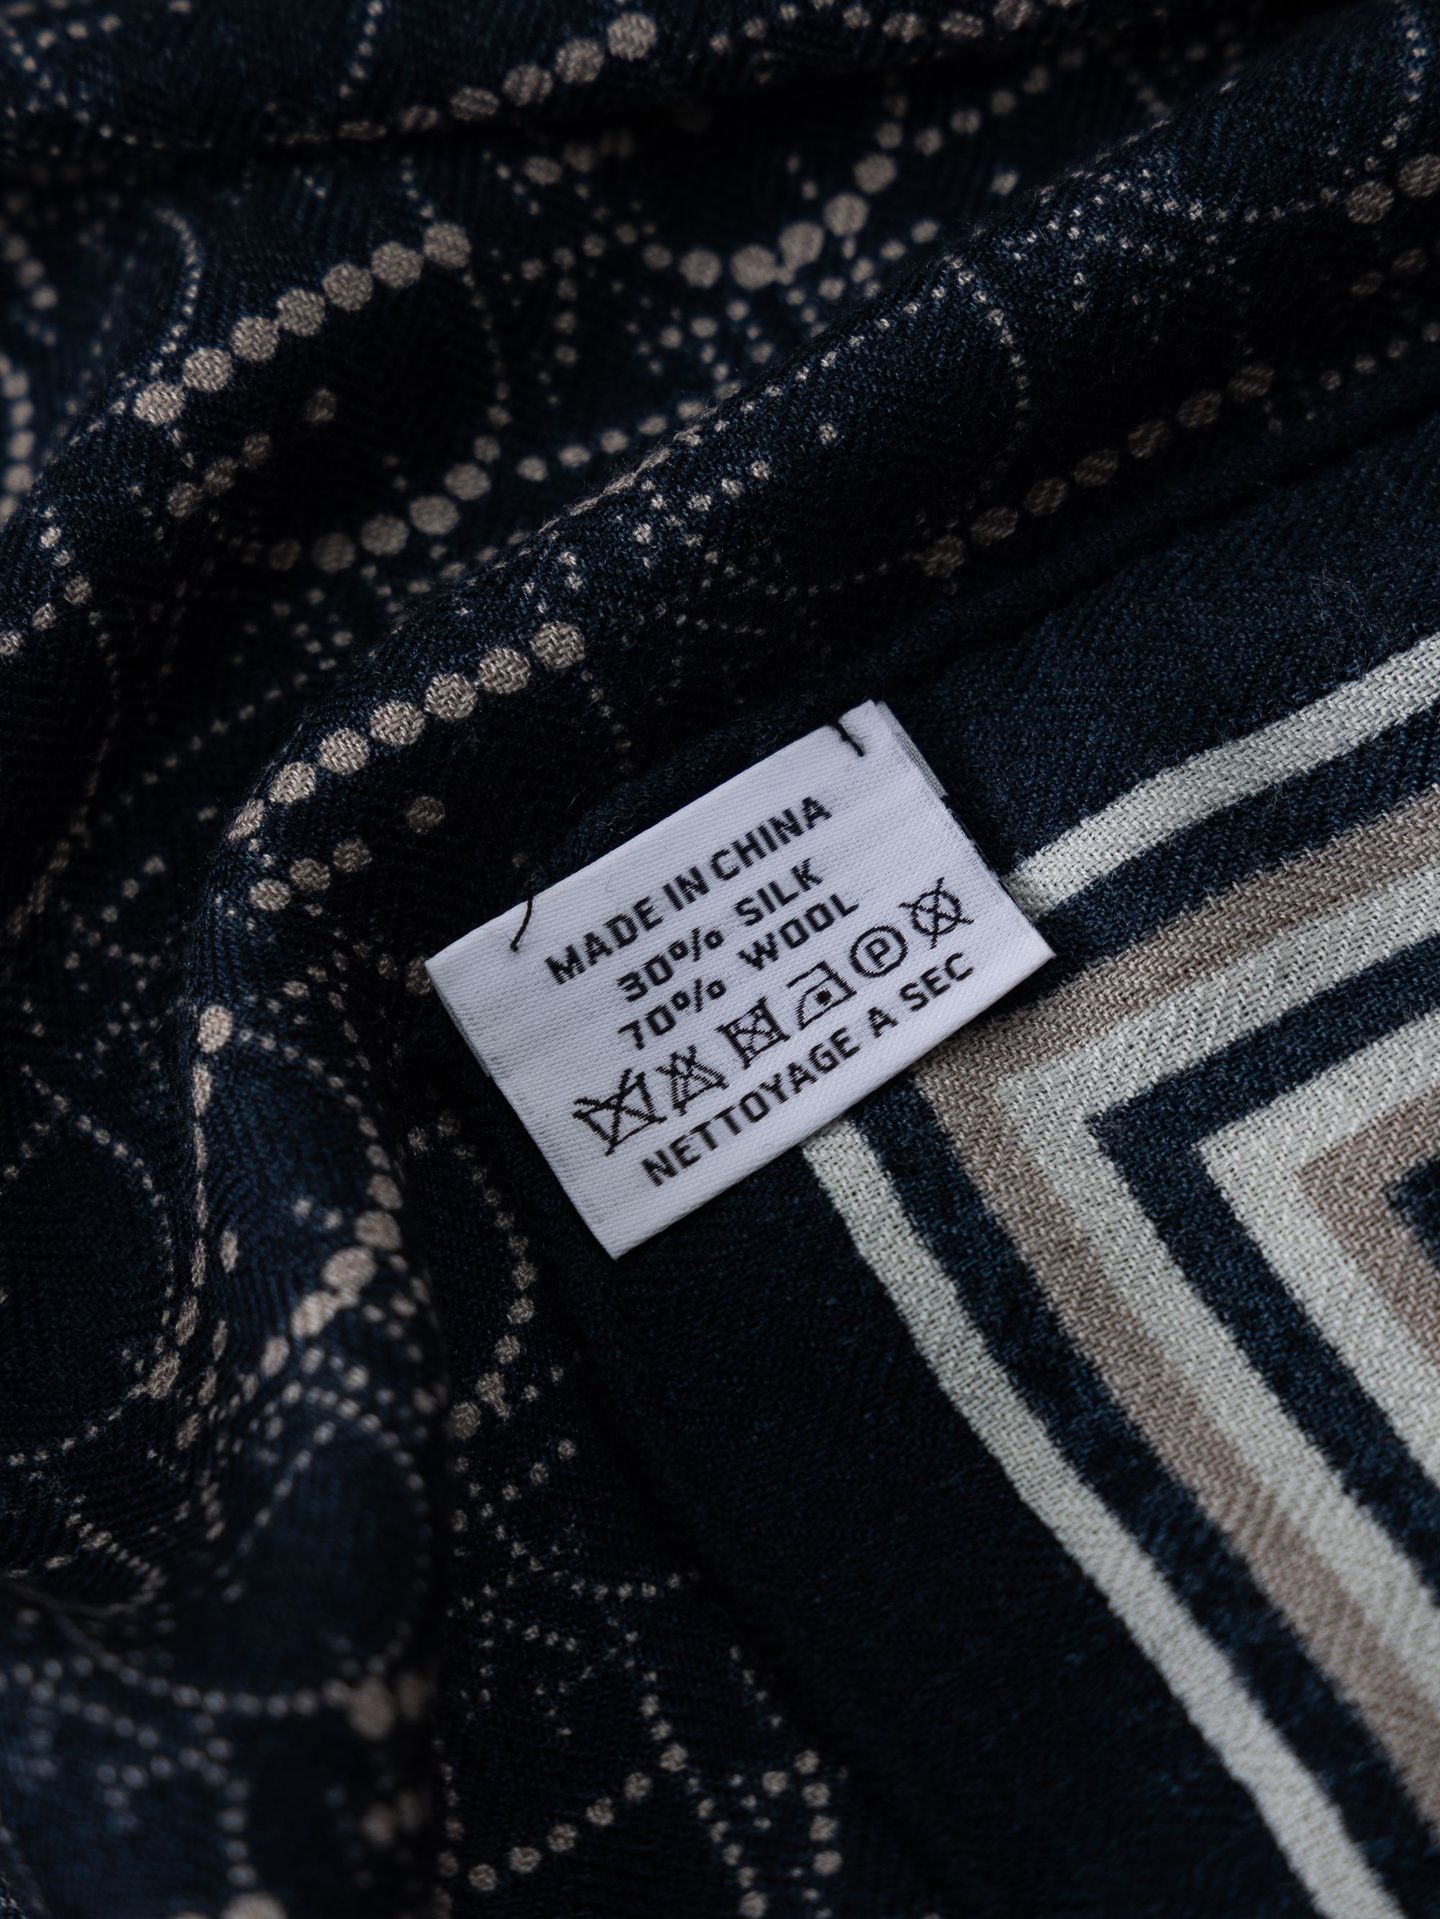 MADE IN CHINA
30% SILK
70% WOOL
P
NETTOYAGE A SEC